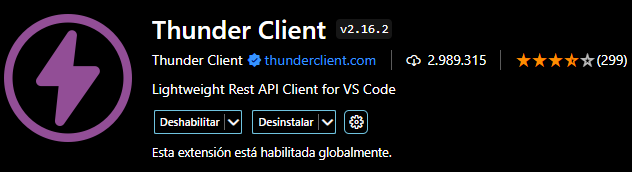 Thunder Client v2.16.2
Thunder Client thunderclient.com 2.989.315 (299)
Lightweight Rest API Client for VS Code
Deshabilitar Desinstalar
Esta extensión está habilitada globalmente.